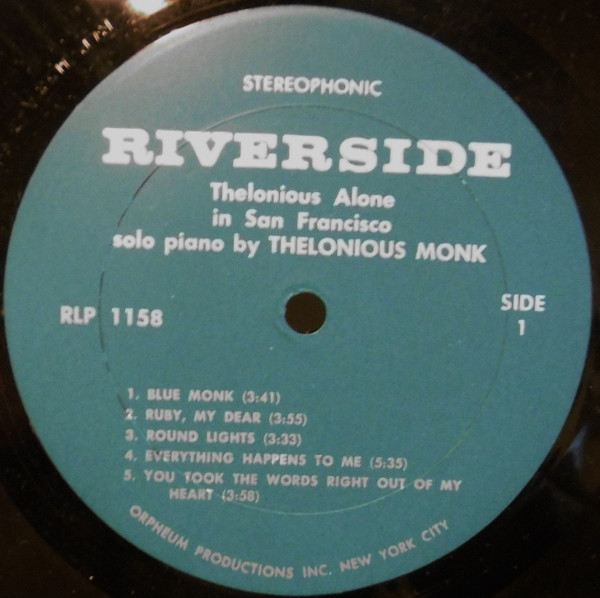 STEREOPHONIC
RIVERSIDE
Thelonious Alone
in San Francisco
solo piano by THELONIOUS MONK
RLP 1158
SIDE
1
1. BLUE MONK (3:41)
2. RUBY, MY DEAR (3:55)
3. ROUND LIGHTS (3:33)
4. EVERYTHING HAPPENS TO ME (5:35)
5. YOU TOOK THE WORDS RIGHT OUT OF MY
HEART (3:58)
ORPHEUM PRODUCTIONS INC. NEW YORK CITY